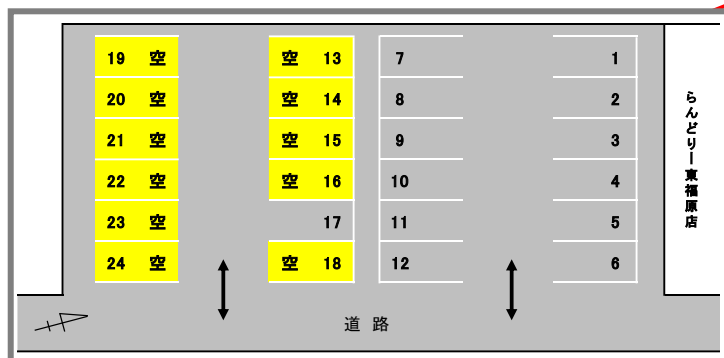 19 空 空 13 7 1
20 空 空 14 8 2
21 空 空 15 9 3
22 空 空 16 10 4
23 空 17 11 5
24 空 空 18 12 6
らんどりー東福原店
道 路